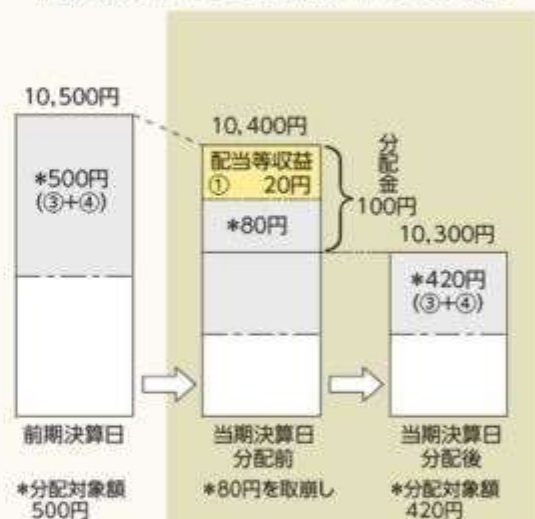 10,500円
*500円
(③+④)
10,400円
配当等収益
① 20円
*80円
分配金
100円
10,300円
*420円
(③+④)
前期決算日
当期決算日
分配前
当期決算日
分配後
*分配対象額
500円
*80円を取崩し
*分配対象額
420円